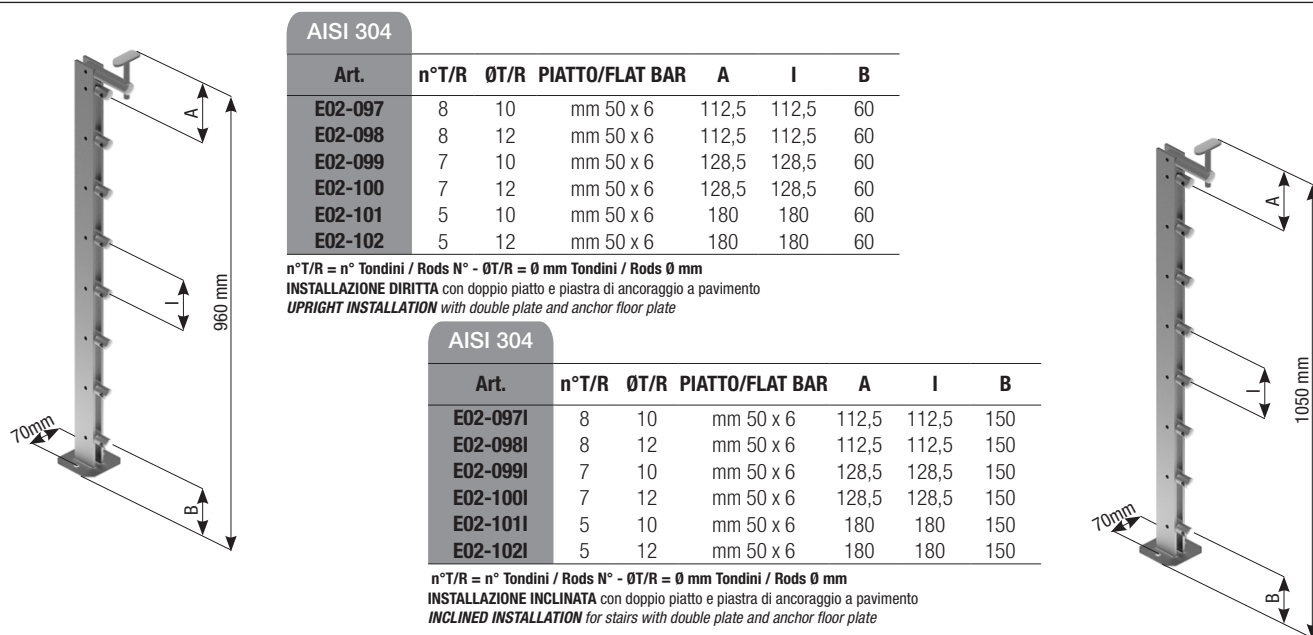 AISI 304
Art. n°T/R ØT/R PIATTO/FLAT BAR A I B
E02-097 8 10 mm 50 x 6 112,5 112,5 60
E02-098 8 12 mm 50 x 6 112,5 112,5 60
E02-099 7 10 mm 50 x 6 128,5 128,5 60
E02-100 7 12 mm 50 x 6 128,5 128,5 60
E02-101 5 10 mm 50 x 6 180 180 60
E02-102 5 12 mm 50 x 6 180 180 60
n°T/R = n° Tondini / Rods N° - ØT/R = Ø mm Tondini / Rods Ø mm
INSTALLAZIONE DIRITTA con doppio piatto e piastra di ancoraggio a pavimento
UPRIGHT INSTALLATION with double plate and anchor floor plate
A
I
960 mm
70mm
B
AISI 304
Art. n°T/R ØT/R PIATTO/FLAT BAR A I B
E02-097I 8 10 mm 50 x 6 112,5 112,5 150
E02-098I 8 12 mm 50 x 6 112,5 112,5 150
E02-099I 7 10 mm 50 x 6 128,5 128,5 150
E02-100I 7 12 mm 50 x 6 128,5 128,5 150
E02-101I 5 10 mm 50 x 6 180 180 150
E02-102I 5 12 mm 50 x 6 180 180 150
n°T/R = n° Tondini / Rods N° - ØT/R = Ø mm Tondini / Rods Ø mm
INSTALLAZIONE INCLINATA con doppio piatto e piastra di ancoraggio a pavimento
INCLINED INSTALLATION for stairs with double plate and anchor floor plate
A
I
1050 mm
70mm
B